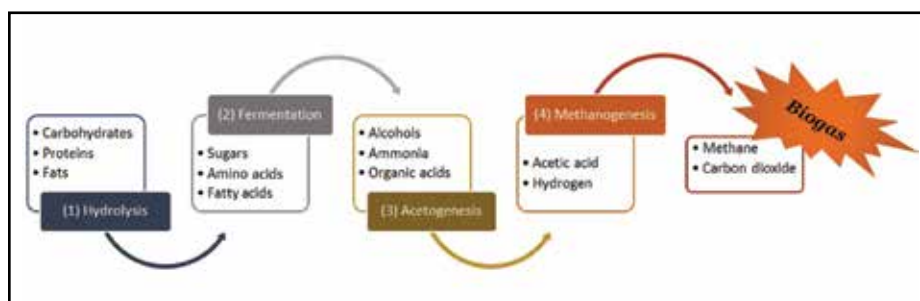 • Carbohydrates
• Proteins
• Fats
(1) Hydrolysis
(2) Fermentation
• Sugars
• Amino acids
• Fatty acids
• Alcohols
• Ammonia
• Organic acids
(3) Acetogenesis
(4) Methanogenesis
• Acetic acid
• Hydrogen
Biogas
• Methane
• Carbon dioxide